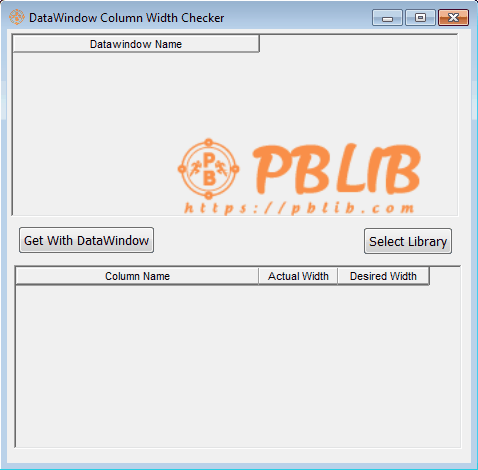 DataWindow Column Width Checker
Datawindow Name
PB
PBLIB
https://pblib.com
Get With DataWindow
Select Library
Column Name Actual Width Desired Width